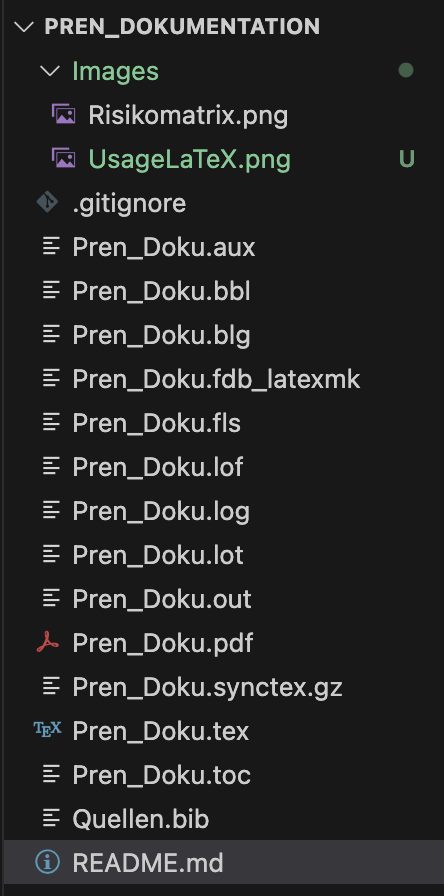 PREN_DOKUMENTATION
Images
Risikomatrix.png
UsageLaTeX.png U
.gitignore
Pren_Doku.aux
Pren_Doku.bbl
Pren_Doku.blg
Pren_Doku.fdb_latexmk
Pren_Doku.fls
Pren_Doku.lof
Pren_Doku.log
Pren_Doku.lot
Pren_Doku.out
Pren_Doku.pdf
Pren_Doku.synctex.gz
TEX Pren_Doku.tex
Pren_Doku.toc
Quellen.bib
README.md